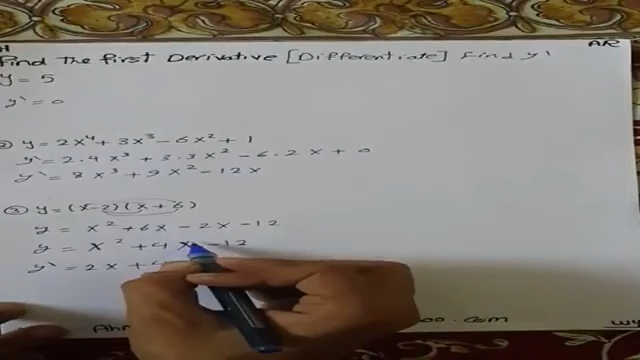 Find The First Derivative [Differentiate] Find y'
AR
y = 5
y' = 0
2) y = 2x⁴ + 3x³ - 6x² + 1
y' = 2.4x³ + 3.3x² - 6.2x + 0
y' = 8x³ + 9x² - 12x
③ y = (x-2)(x+6)
y = x² + 6x - 2x - 12
y = x² + 4x - 12
y' = 2x +
.com